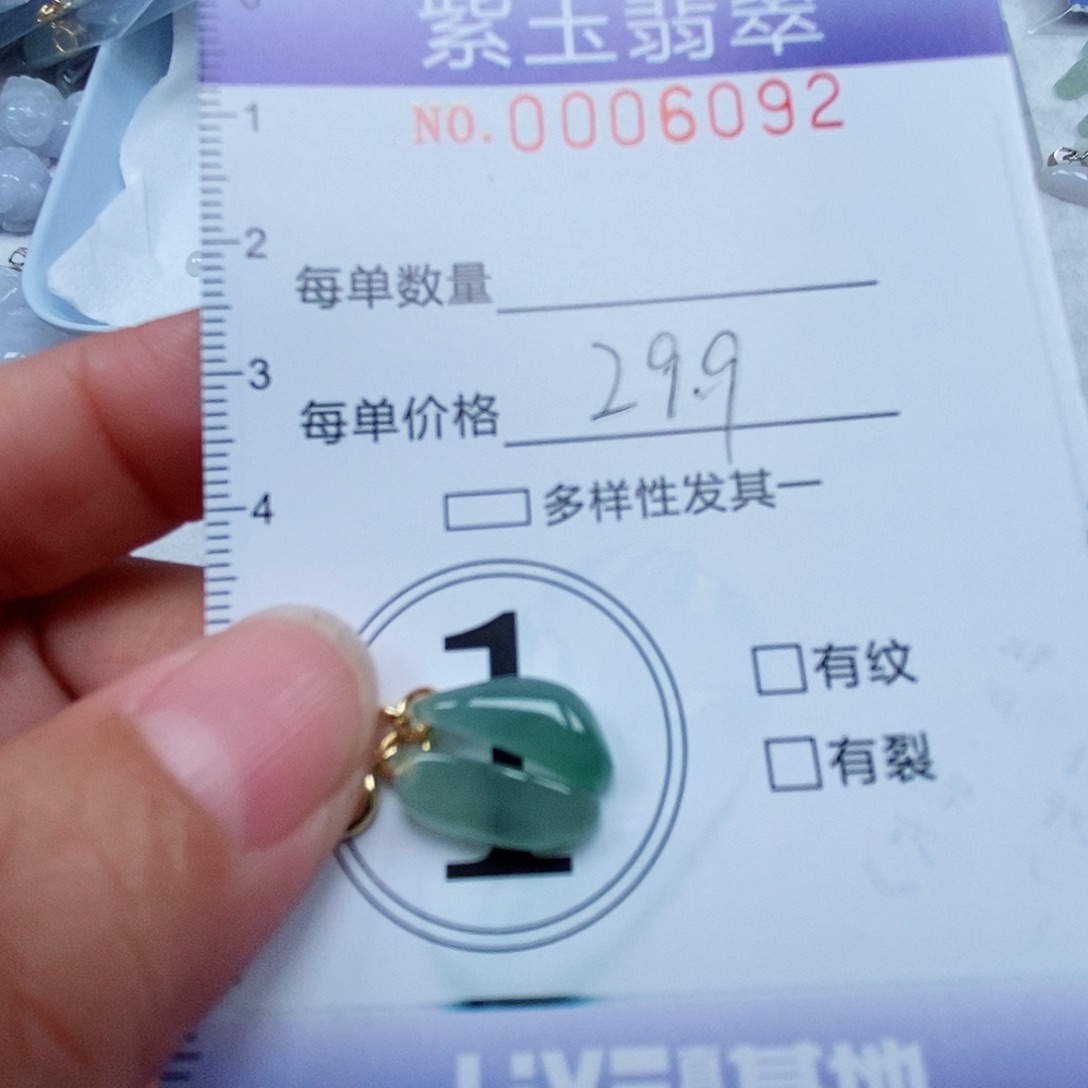 紫玉翡翠
NO.0006092
1
2
每单数量
3
每单价格 29.9
4
多样性发其一
1
有纹
有裂